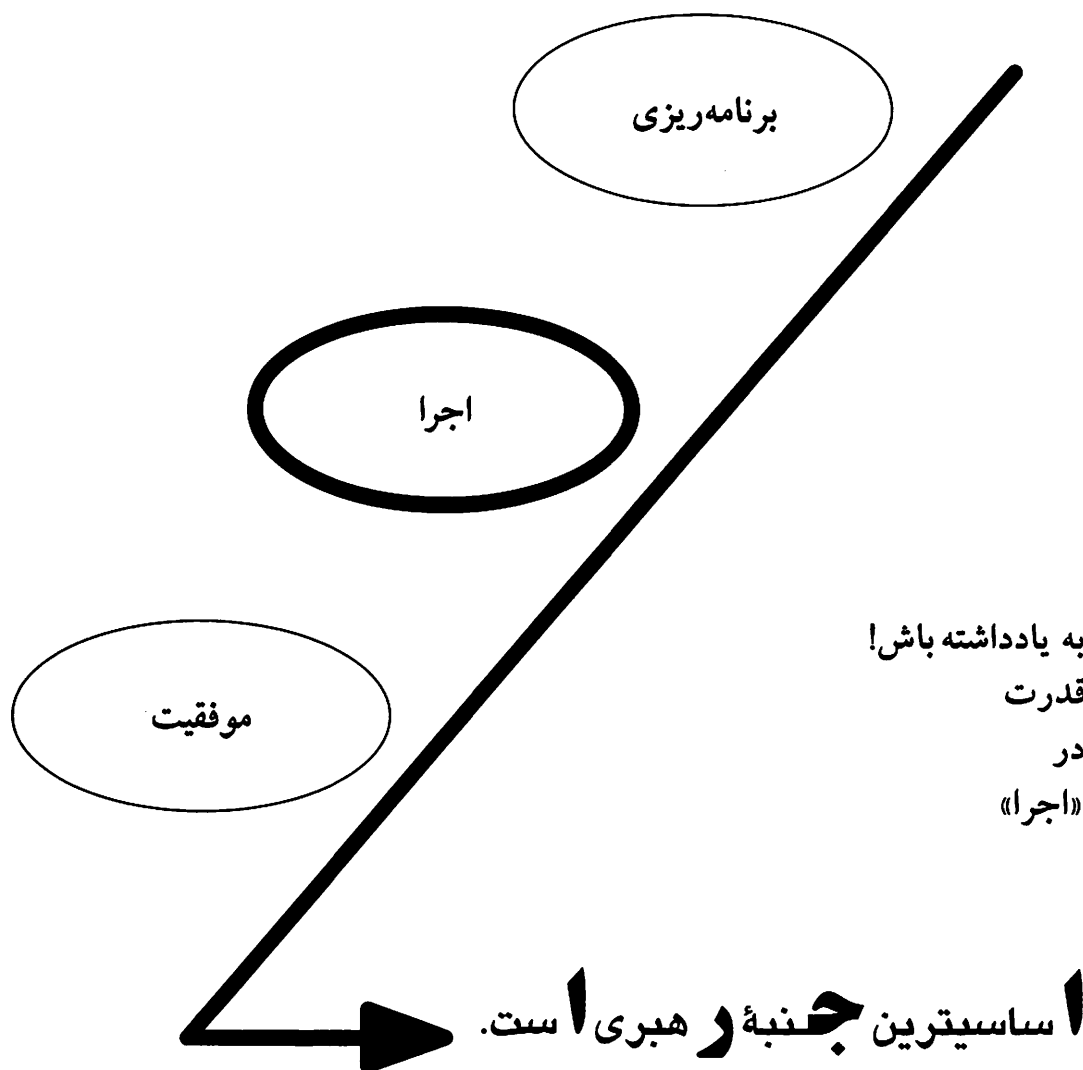 برنامه‌ریزی
اجرا
موفقیت
به یادداشته باش!
قدرت
در
«اجرا»
اساسیترین جنبهٔ رهبری است.